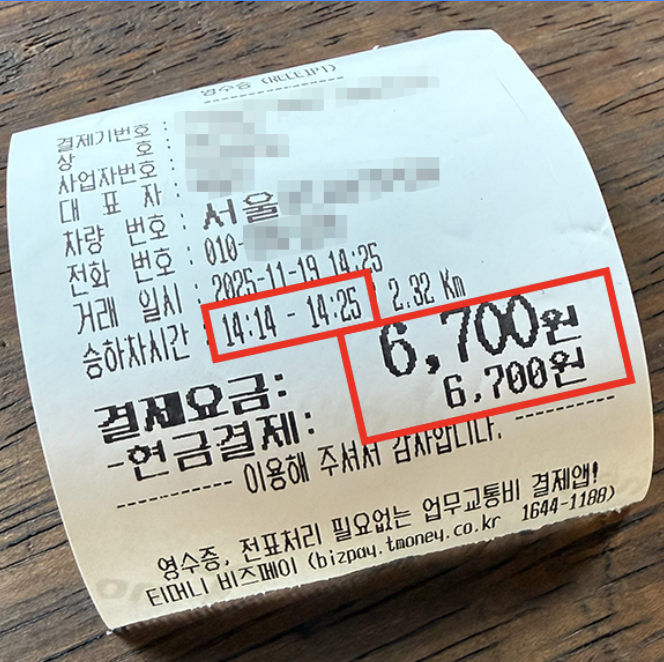 영수증 (RECEIPT)
결제기번호 :
상 호 :
사업자번호 :
대 표 자 :
차량 번호 : 서울
전화 번호 : 010-
거래 일시 : 2025-11-19 14:25
승하차시간 : 14:14 - 14:25 / 2.32 Km
결제요금: 6,700원
-현금결제: 6,700원
이용해 주셔서 감사합니다.
영수증, 전표처리 필요없는 업무교통비 결제앱!
티머니 비즈페이 (bizpay.tmoney.co.kr 1644-1188)